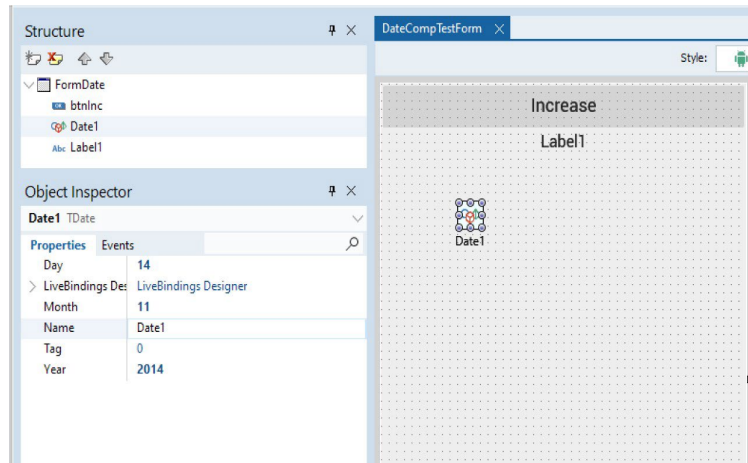 Structure
FormDate
btnInc
Date1
Abc Label1
Object Inspector
Date1 TDate
Properties Events
Day 14
LiveBindings Des LiveBindings Designer
Month 11
Name Date1
Tag 0
Year 2014
DateCompTestForm
Style:
Increase
Label1
Date1